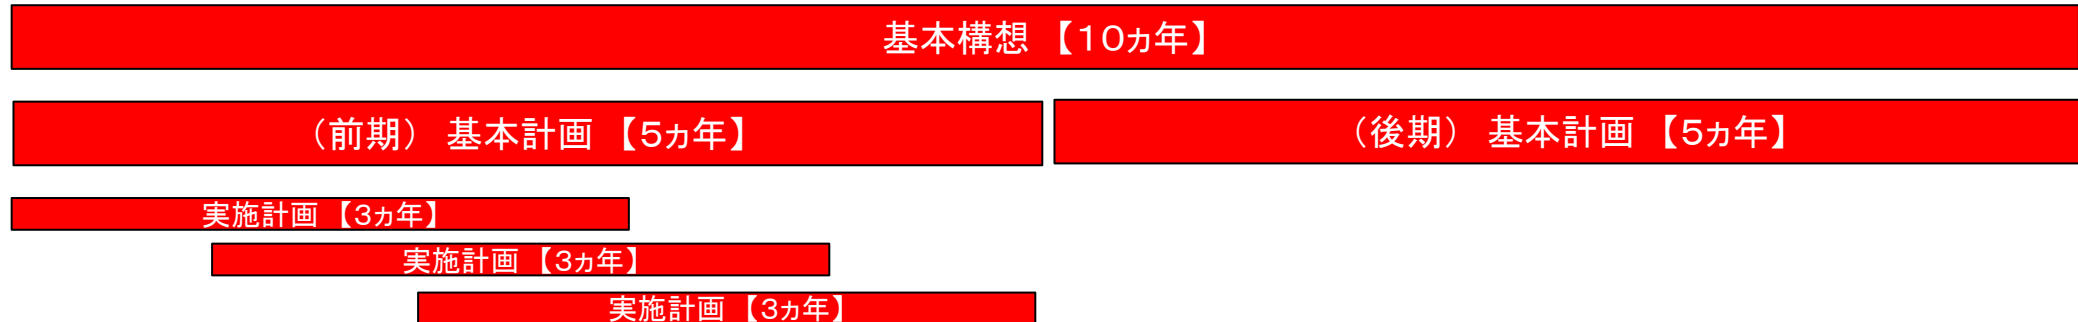 基本構想 【１０ヵ年】
（前期） 基本計画 【５ヵ年】
（後期） 基本計画 【５ヵ年】
実施計画 【３ヵ年】
実施計画 【３ヵ年】
実施計画 【３ヵ年】